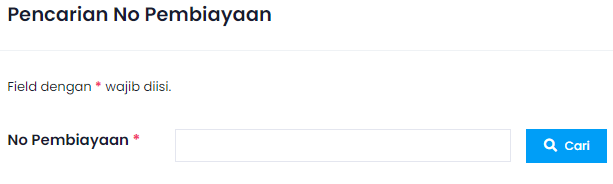 Pencarian No Pembiayaan
Field dengan * wajib diisi.
No Pembiayaan *
Cari